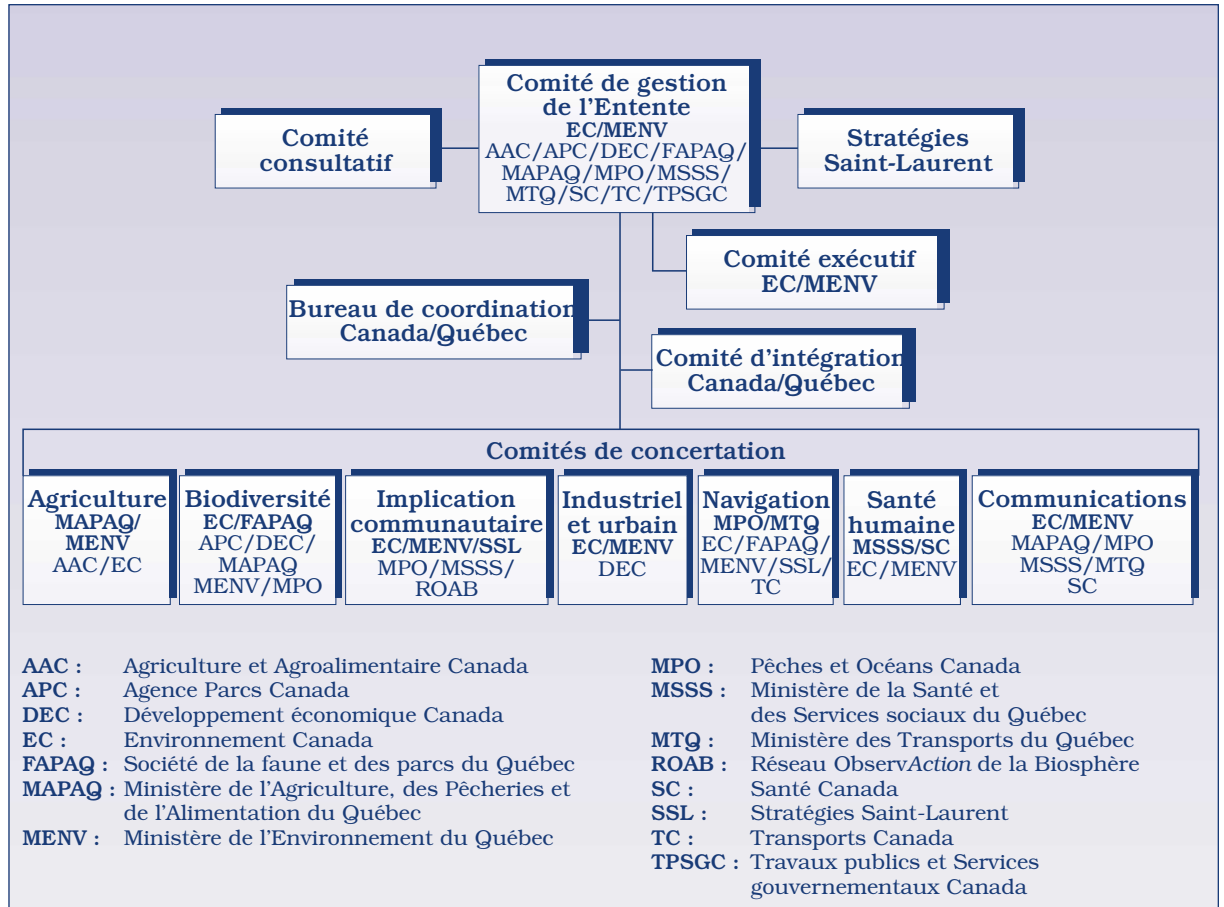 Comité de gestion
de l'Entente
EC/MENV
AAC/APC/DEC/FAPAQ/
MAPAQ/MPO/MSSS/
MTQ/SC/TC/TPSGC
Comité
consultatif
Stratégies
Saint-Laurent
Comité exécutif
EC/MENV
Bureau de coordination
Canada/Québec
Comité d'intégration
Canada/Québec
Comités de concertation
Agriculture
MAPAQ/
MENV
AAC/EC
Biodiversité
EC/FAPAQ
APC/DEC/
MAPAQ
MENV/MPO
Implication
communautaire
EC/MENV/SSL
MPO/MSSS/
ROAB
Industriel
et urbain
EC/MENV
DEC
Navigation
MPO/MTQ
EC/FAPAQ/
MENV/SSL/
TC
Santé
humaine
MSSS/SC
EC/MENV
Communications
EC/MENV
MAPAQ/MPO
MSSS/MTQ
SC
AAC : Agriculture et Agroalimentaire Canada
APC : Agence Parcs Canada
DEC : Développement économique Canada
EC : Environnement Canada
FAPAQ : Société de la faune et des parcs du Québec
MAPAQ : Ministère de l'Agriculture, des Pêcheries et
de l'Alimentation du Québec
MENV : Ministère de l'Environnement du Québec
MPO : Pêches et Océans Canada
MSSS : Ministère de la Santé et
des Services sociaux du Québec
MTQ : Ministère des Transports du Québec
ROAB : Réseau ObservAction de la Biosphère
SC : Santé Canada
SSL : Stratégies Saint-Laurent
TC : Transports Canada
TPSGC : Travaux publics et Services
gouvernementaux Canada